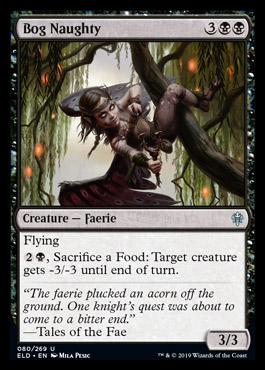 Bog Naughty 3
Creature — Faerie
Flying
2, Sacrifice a Food: Target creature
gets -3/-3 until end of turn.
“The faerie plucked an acorn off the
ground. One knight’s quest was about to
come to a bitter end.”
—Tales of the Fae
3/3
080/269 U
ELD • EN Mila Pesic
™ & © 2019 Wizards of the Coast